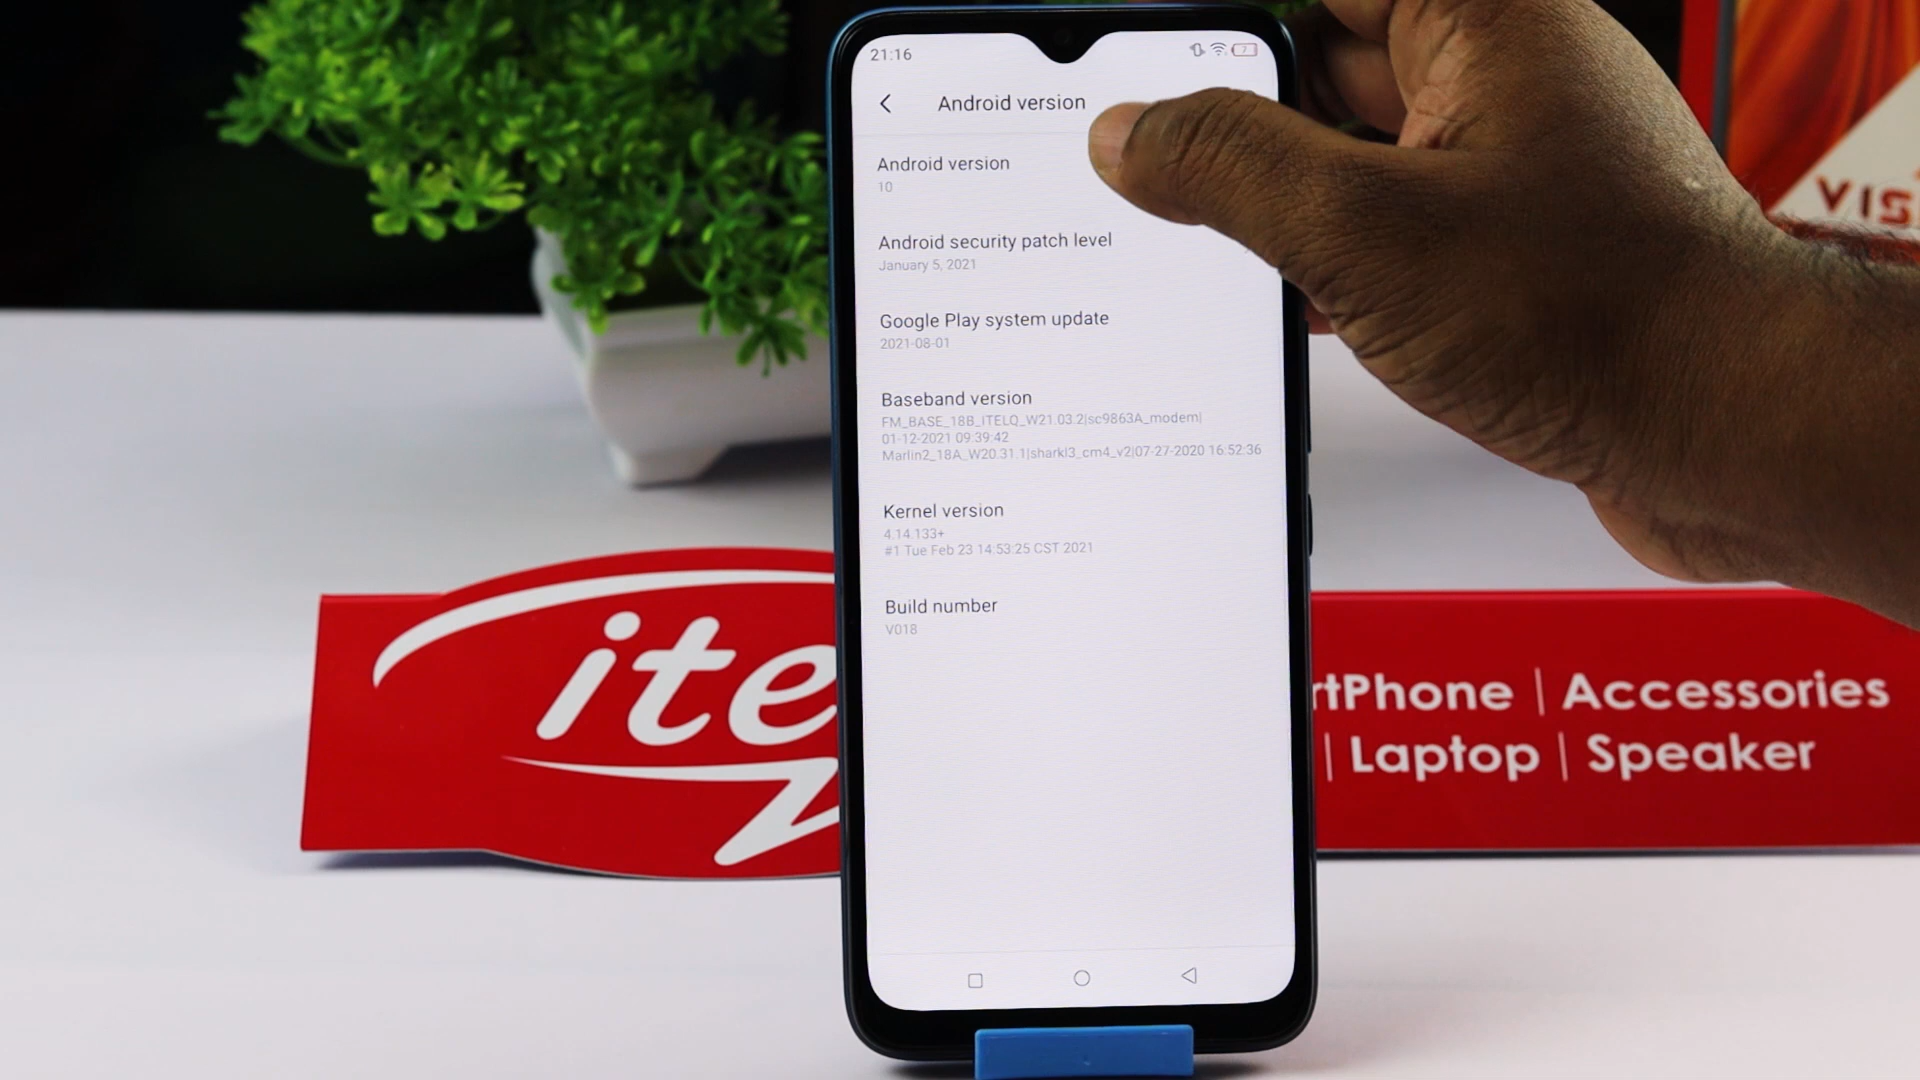 21:16
7
Android version
Android version
10
Android security patch level
January 5, 2021
Google Play system update
2021-08-01
Baseband version
FM_BASE_18B_ITELQ_W21.03.2|sc9863A_modem|
01-12-2021 09:39:42
Marlin2_18A_W20.31.1|sharkl3_cm4_v2|07-27-2020 16:52:36
Kernel version
4.14.133+
#1 Tue Feb 23 14:53:25 CST 2021
Build number
V018
ite
rtPhone | Accessories
| Laptop | Speaker
VIS